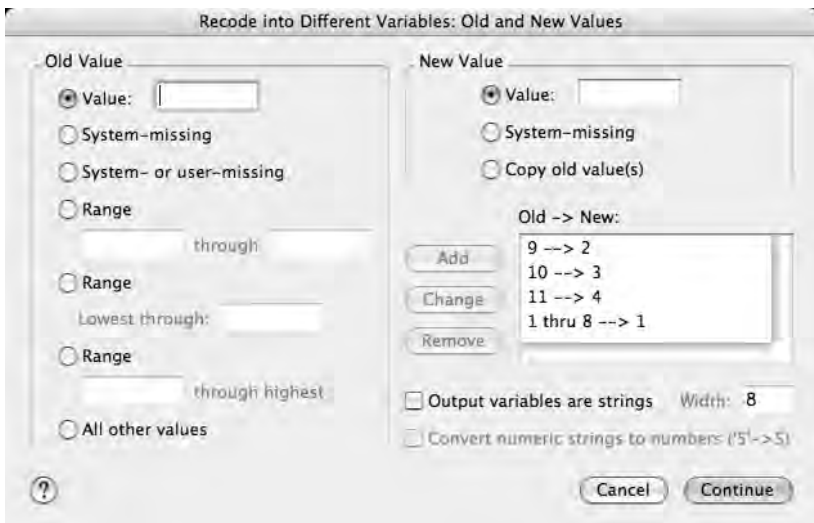 Recode into Different Variables: Old and New Values
Old Value
Value:
System-missing
System- or user-missing
Range
through
Range
Lowest through:
Range
through highest
All other values
New Value
Value:
System-missing
Copy old value(s)
Old -> New:
Add
Change
Remove
9 --> 2
10 --> 3
11 --> 4
1 thru 8 --> 1
Output variables are strings Width: 8
Convert numeric strings to numbers ('5'->5)
?
Cancel
Continue